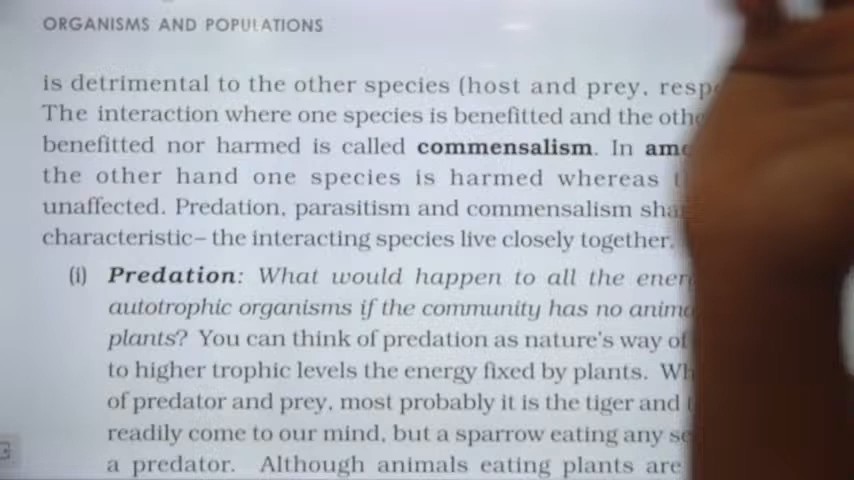 ORGANISMS AND POPULATIONS
is detrimental to the other species (host and prey, resp
The interaction where one species is benefitted and the othe
benefitted nor harmed is called commensalism. In ame
the other hand one species is harmed whereas t
unaffected. Predation, parasitism and commensalism sha
characteristic– the interacting species live closely together.
(i) Predation: What would happen to all the ener
autotrophic organisms if the community has no anima
plants? You can think of predation as nature's way of
to higher trophic levels the energy fixed by plants. Wh
of predator and prey, most probably it is the tiger and
readily come to our mind, but a sparrow eating any se
a predator. Although animals eating plants are